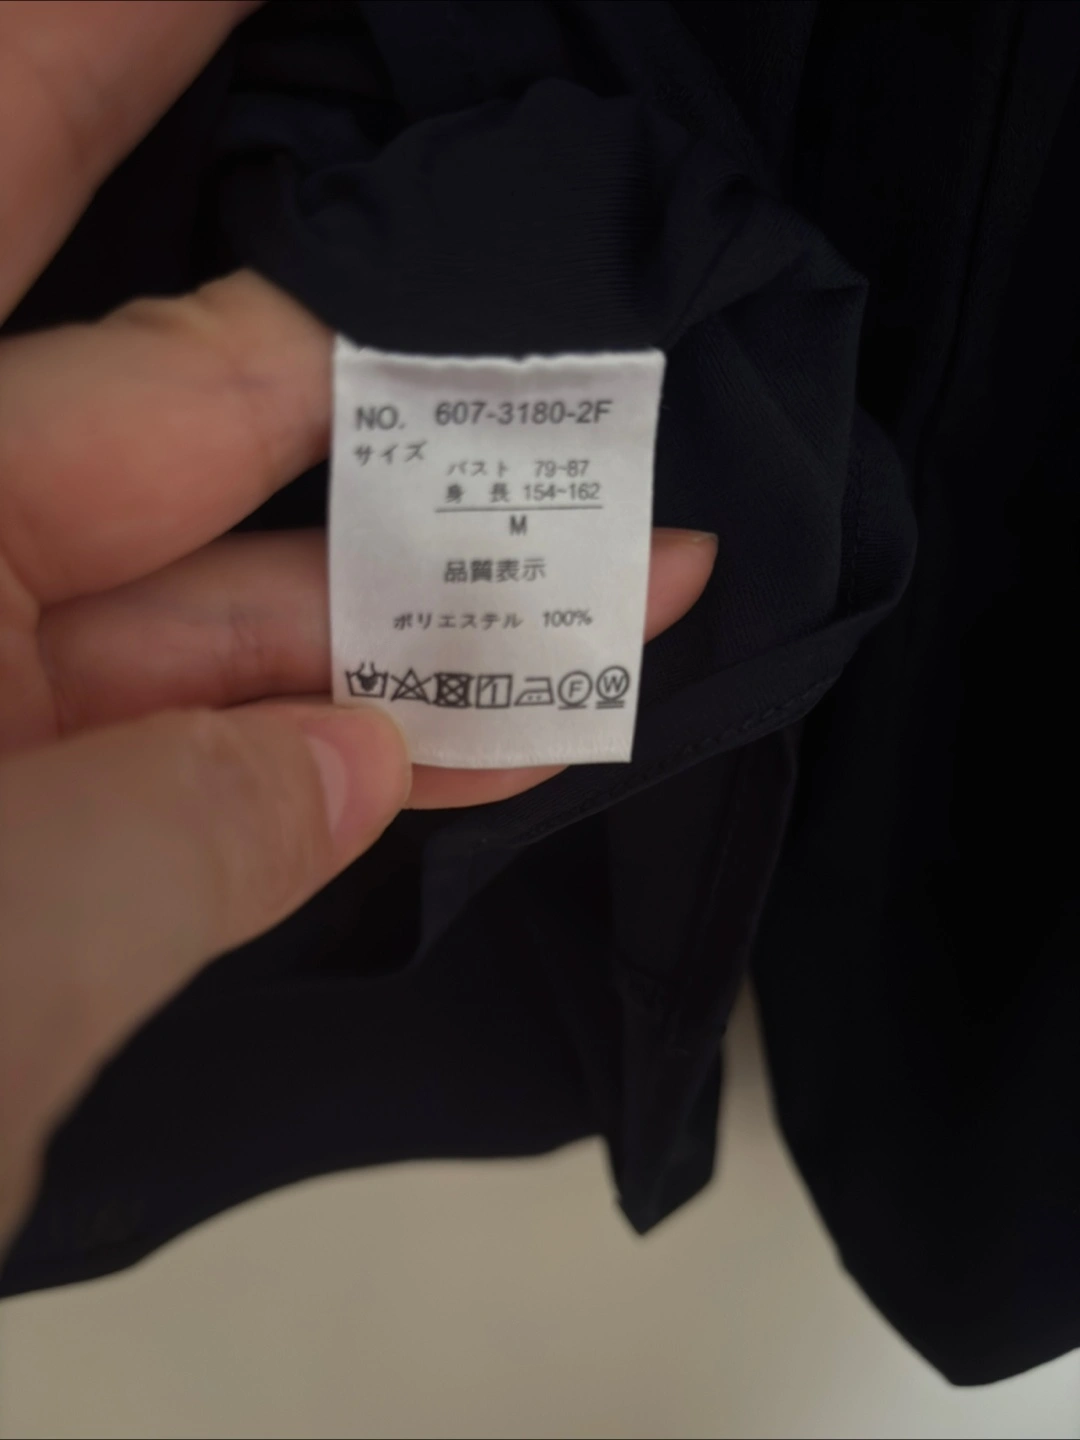 NO. 607-3180-2F
サイズ
バスト 79~87
身 長 154~162
M
品質表示
ポリエステル 100%
F W